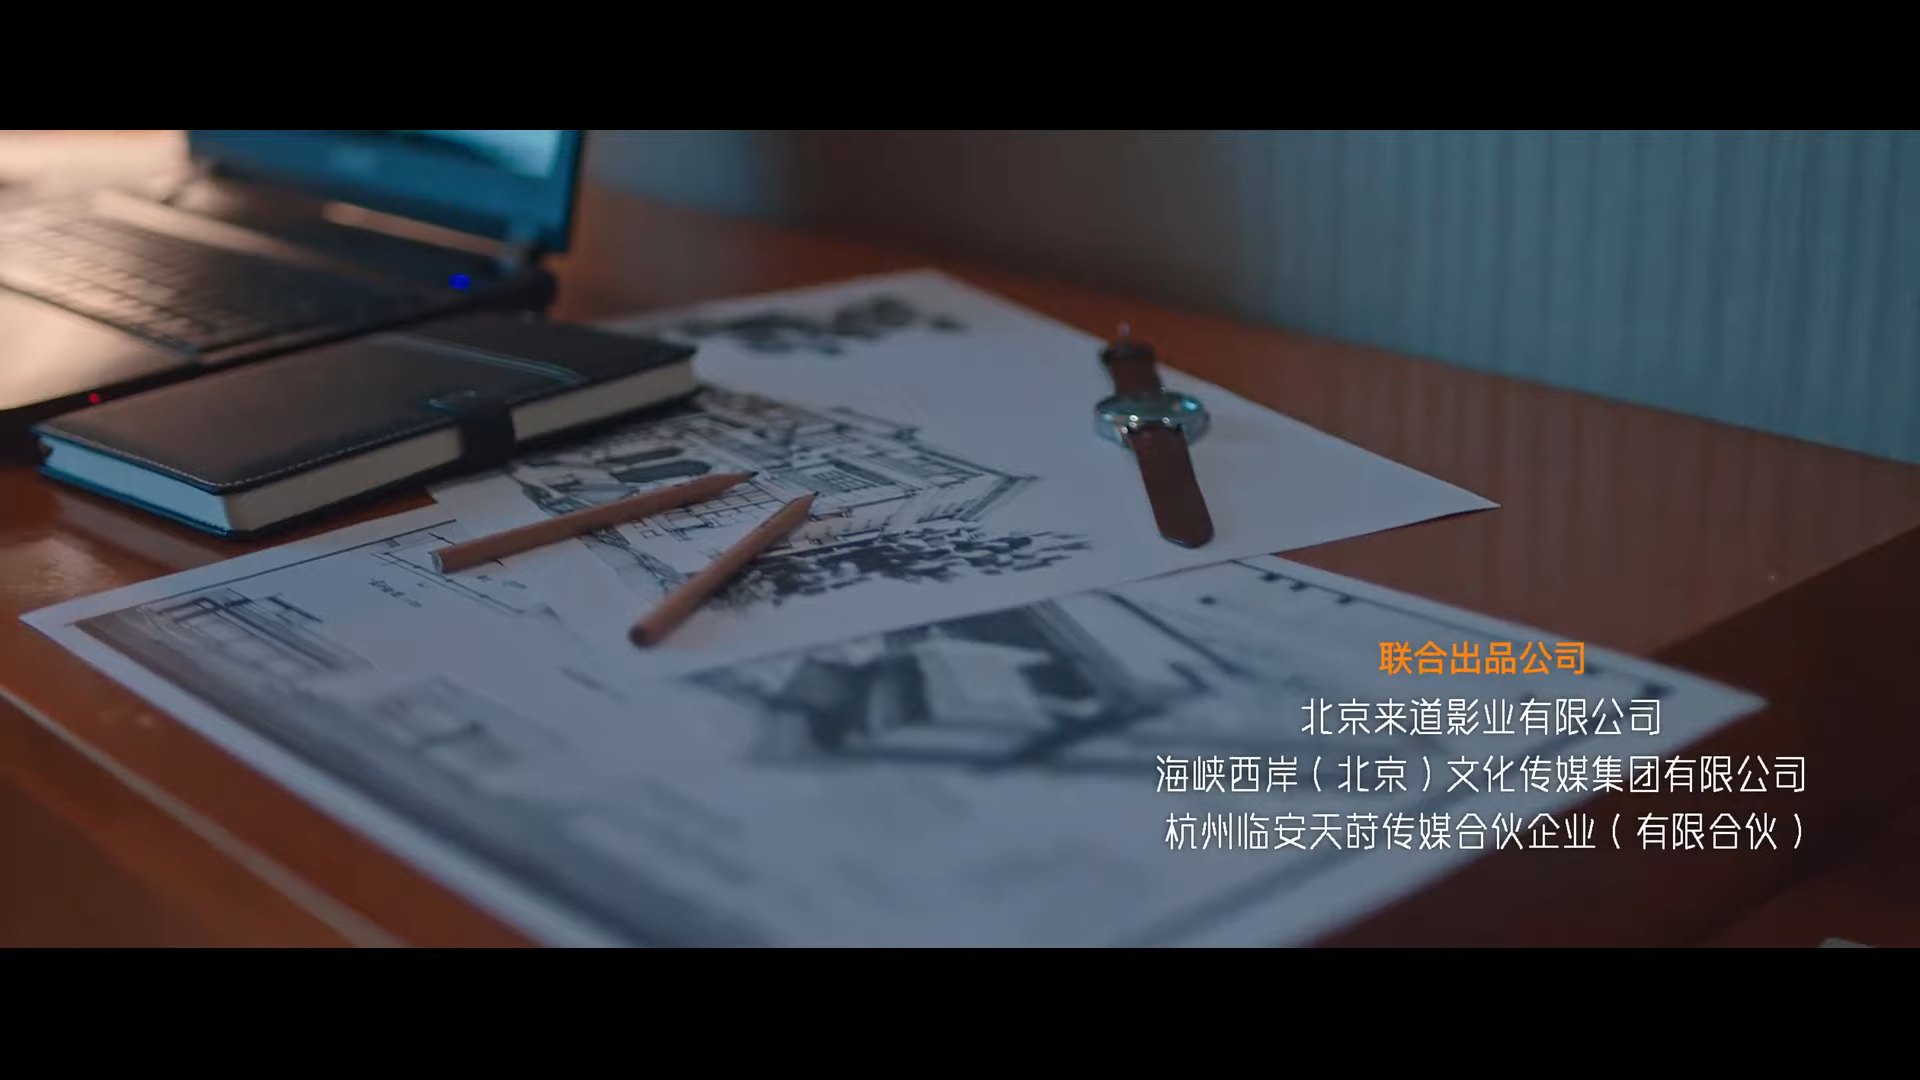 联合出品公司
北京来道影业有限公司
海峡西岸（北京）文化传媒集团有限公司
杭州临安天莳传媒合伙企业（有限合伙）